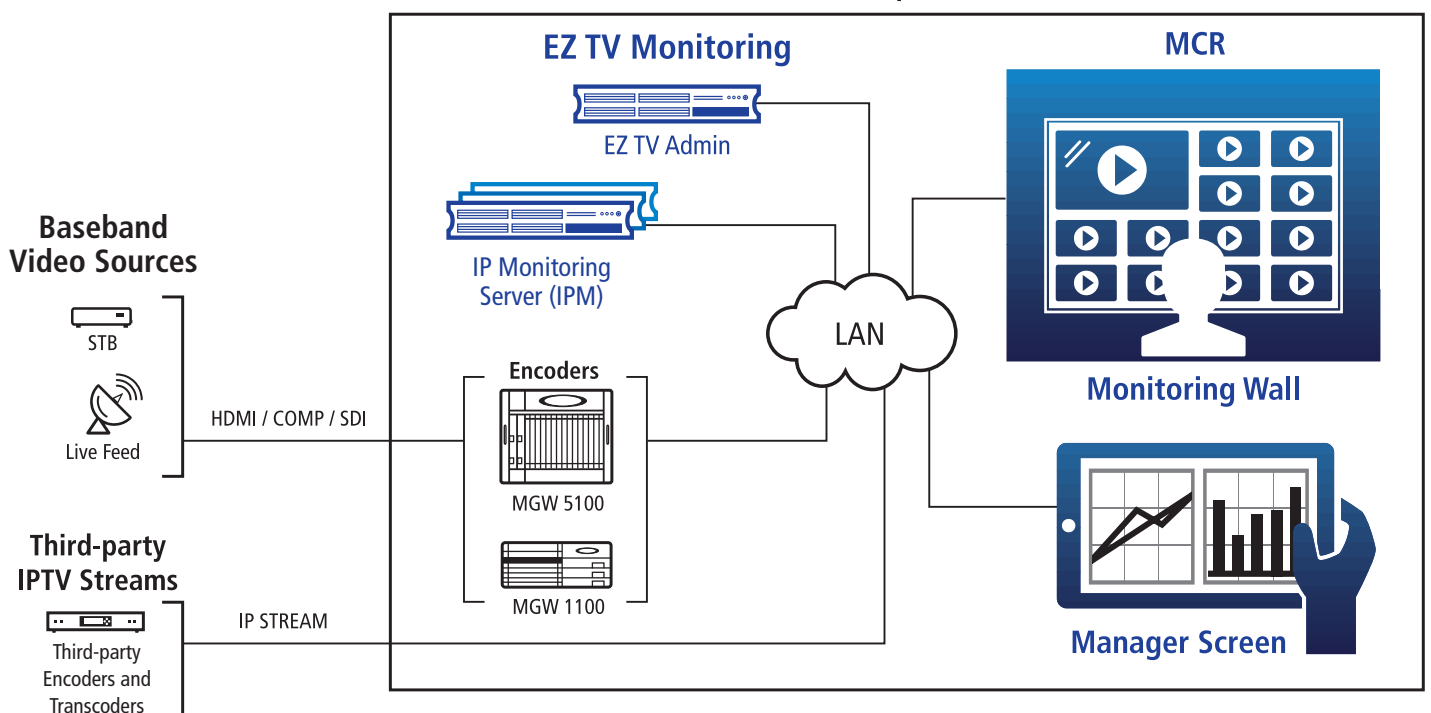 EZ TV Monitoring
MCR
EZ TV Admin
IP Monitoring
Server (IPM)
Baseband
Video Sources
STB
Live Feed
HDMI / COMP / SDI
Encoders
MGW 5100
MGW 1100
LAN
Monitoring Wall
Third-party
IPTV Streams
IP STREAM
Third-party
Encoders and
Transcoders
Manager Screen